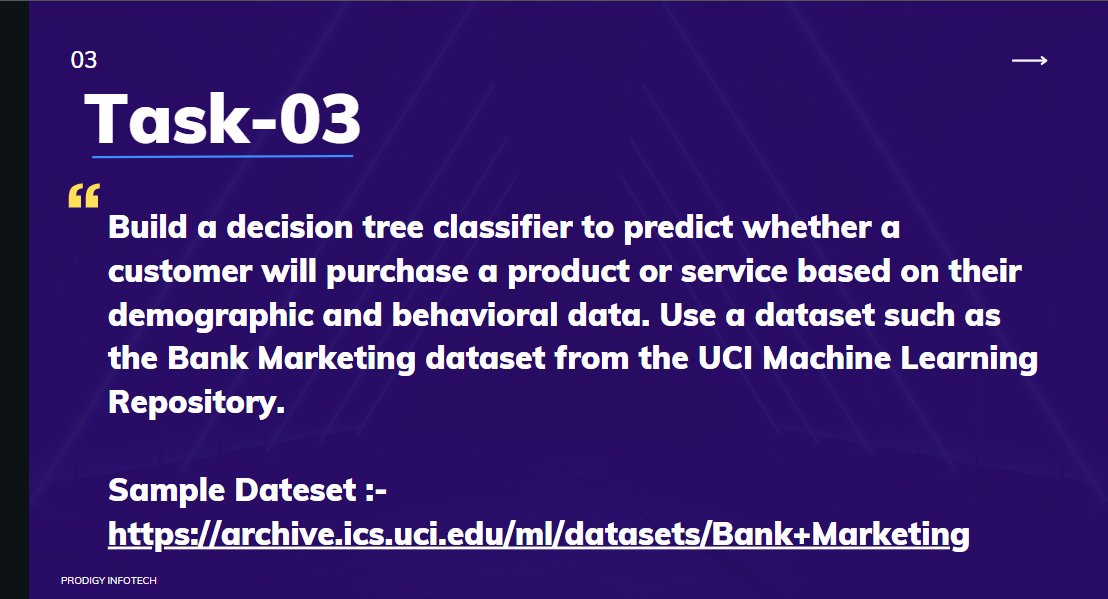 03
Task-03
“
Build a decision tree classifier to predict whether a
customer will purchase a product or service based on their
demographic and behavioral data. Use a dataset such as
the Bank Marketing dataset from the UCI Machine Learning
Repository.
Sample Dateset :-
https://archive.ics.uci.edu/ml/datasets/Bank+Marketing
PRODIGY INFOTECH